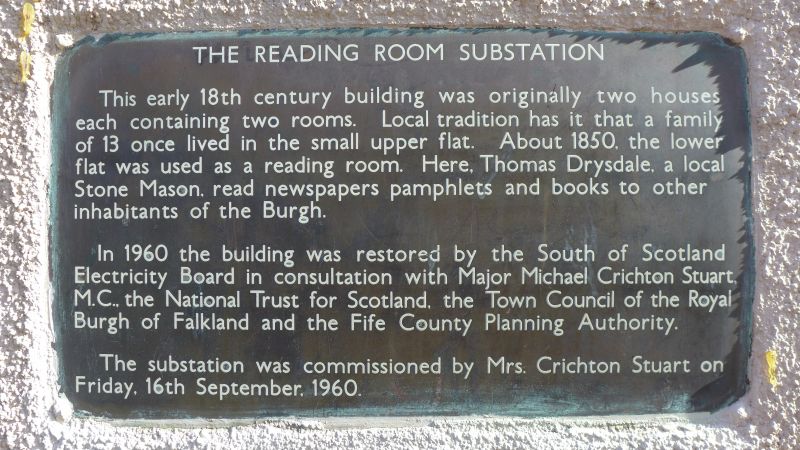 THE READING ROOM SUBSTATION
This early 18th century building was originally two houses
each containing two rooms. Local tradition has it that a family
of 13 once lived in the small upper flat. About 1850, the lower
flat was used as a reading room. Here, Thomas Drysdale, a local
Stone Mason, read newspapers pamphlets and books to other
inhabitants of the Burgh.
In 1960 the building was restored by the South of Scotland
Electricity Board in consultation with Major Michael Crichton Stuart,
M.C., the National Trust for Scotland, the Town Council of the Royal
Burgh of Falkland and the Fife County Planning Authority.
The substation was commissioned by Mrs. Crichton Stuart on
Friday, 16th September, 1960.